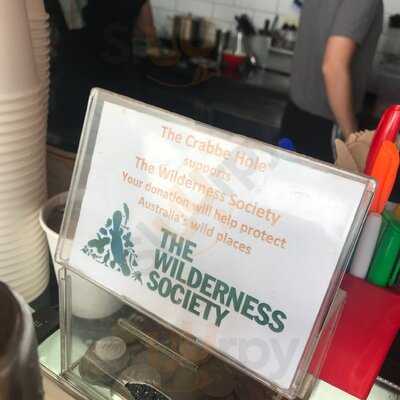 The Crabbe Hole
supports
The Wilderness Society
Your donation will help protect
Australia's wild places
THE
WILDERNESS
SOCIETY